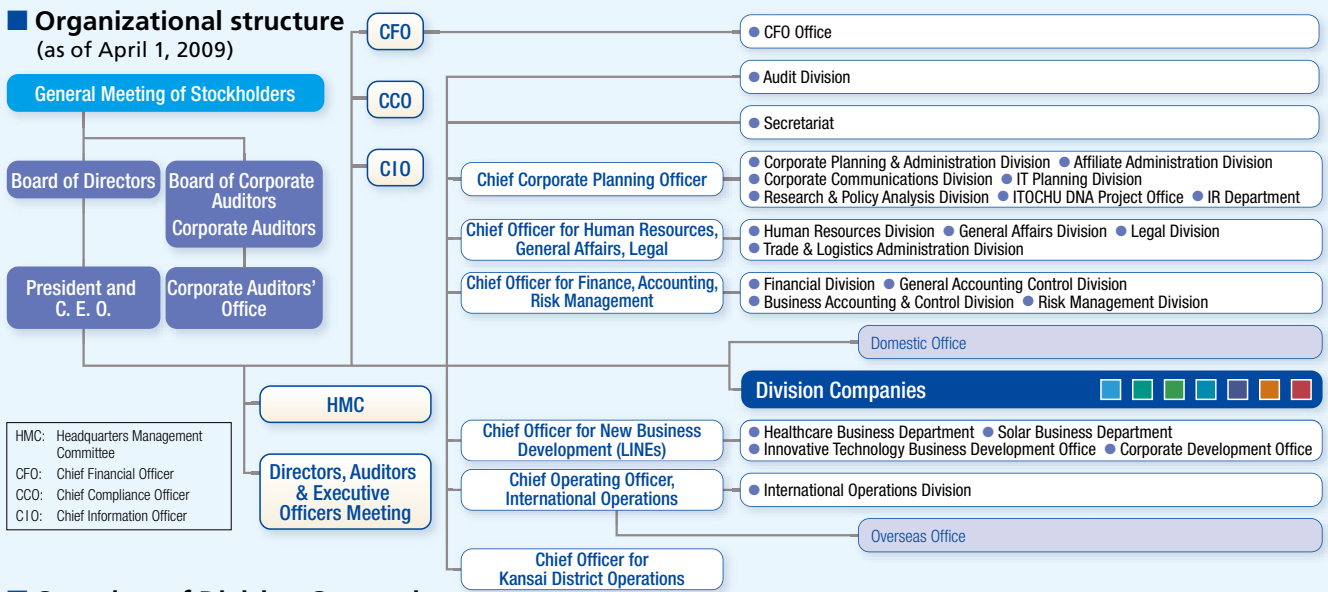 Organizational structure
(as of April 1, 2009)
General Meeting of Stockholders
Board of Directors
Board of Corporate
Auditors
Corporate Auditors
President and
C. E. O.
Corporate Auditors'
Office
CFO
CCO
CIO
CFO Office
Audit Division
Secretariat
Chief Corporate Planning Officer
Corporate Planning & Administration Division Affiliate Administration Division
Corporate Communications Division IT Planning Division
Research & Policy Analysis Division ITOCHU DNA Project Office IR Department
Chief Officer for Human Resources,
General Affairs, Legal
Human Resources Division General Affairs Division Legal Division
Trade & Logistics Administration Division
Chief Officer for Finance, Accounting,
Risk Management
Financial Division General Accounting Control Division
Business Accounting & Control Division Risk Management Division
Domestic Office
Division Companies
HMC
Directors, Auditors
& Executive
Officers Meeting
HMC: Headquarters Management
Committee
CFO: Chief Financial Officer
CCO: Chief Compliance Officer
CIO: Chief Information Officer
Chief Officer for New Business
Development (LINEs)
Healthcare Business Department Solar Business Department
Innovative Technology Business Development Office Corporate Development Office
Chief Operating Officer,
International Operations
International Operations Division
Overseas Office
Chief Officer for
Kansai District Operations